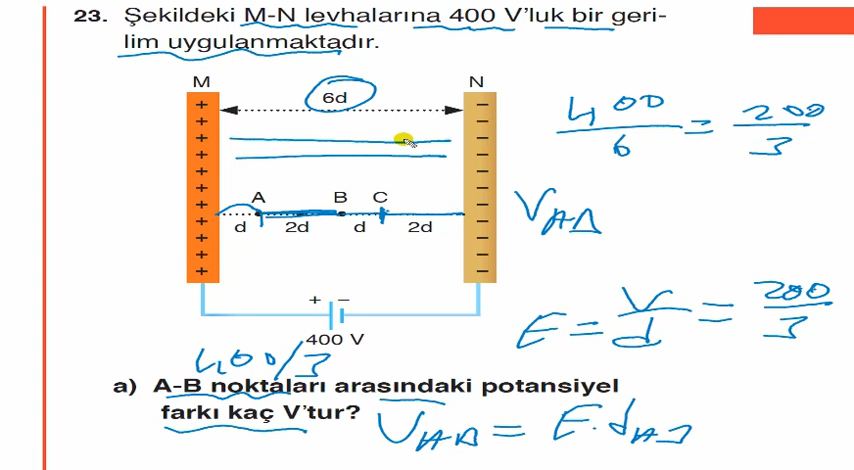 23. Şekildeki M-N levhalarına 400 V'luk bir geri-
lim uygulanmaktadır.
M
6d
N
400/6 = 200/3
A B C
d 2d d 2d
V_AB
E = V/d = 200/3
+ −
400 V
400/3
a) A-B noktaları arasındaki potansiyel
farkı kaç V'tur?
V_AB = E.d_AB